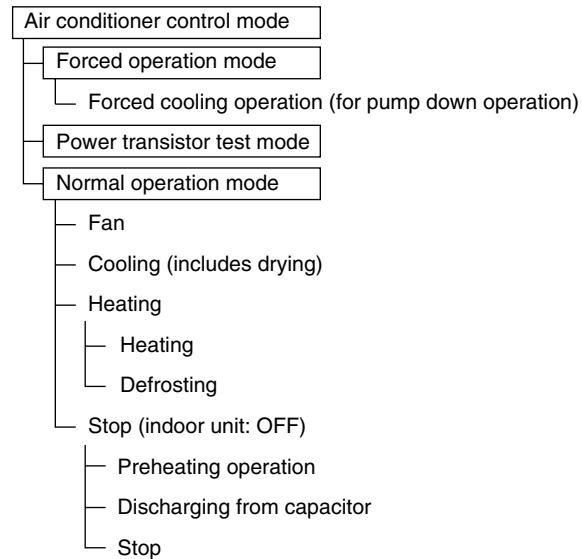 Air conditioner control mode
Forced operation mode
Forced cooling operation (for pump down operation)
Power transistor test mode
Normal operation mode
Fan
Cooling (includes drying)
Heating
Heating
Defrosting
Stop (indoor unit: OFF)
Preheating operation
Discharging from capacitor
Stop